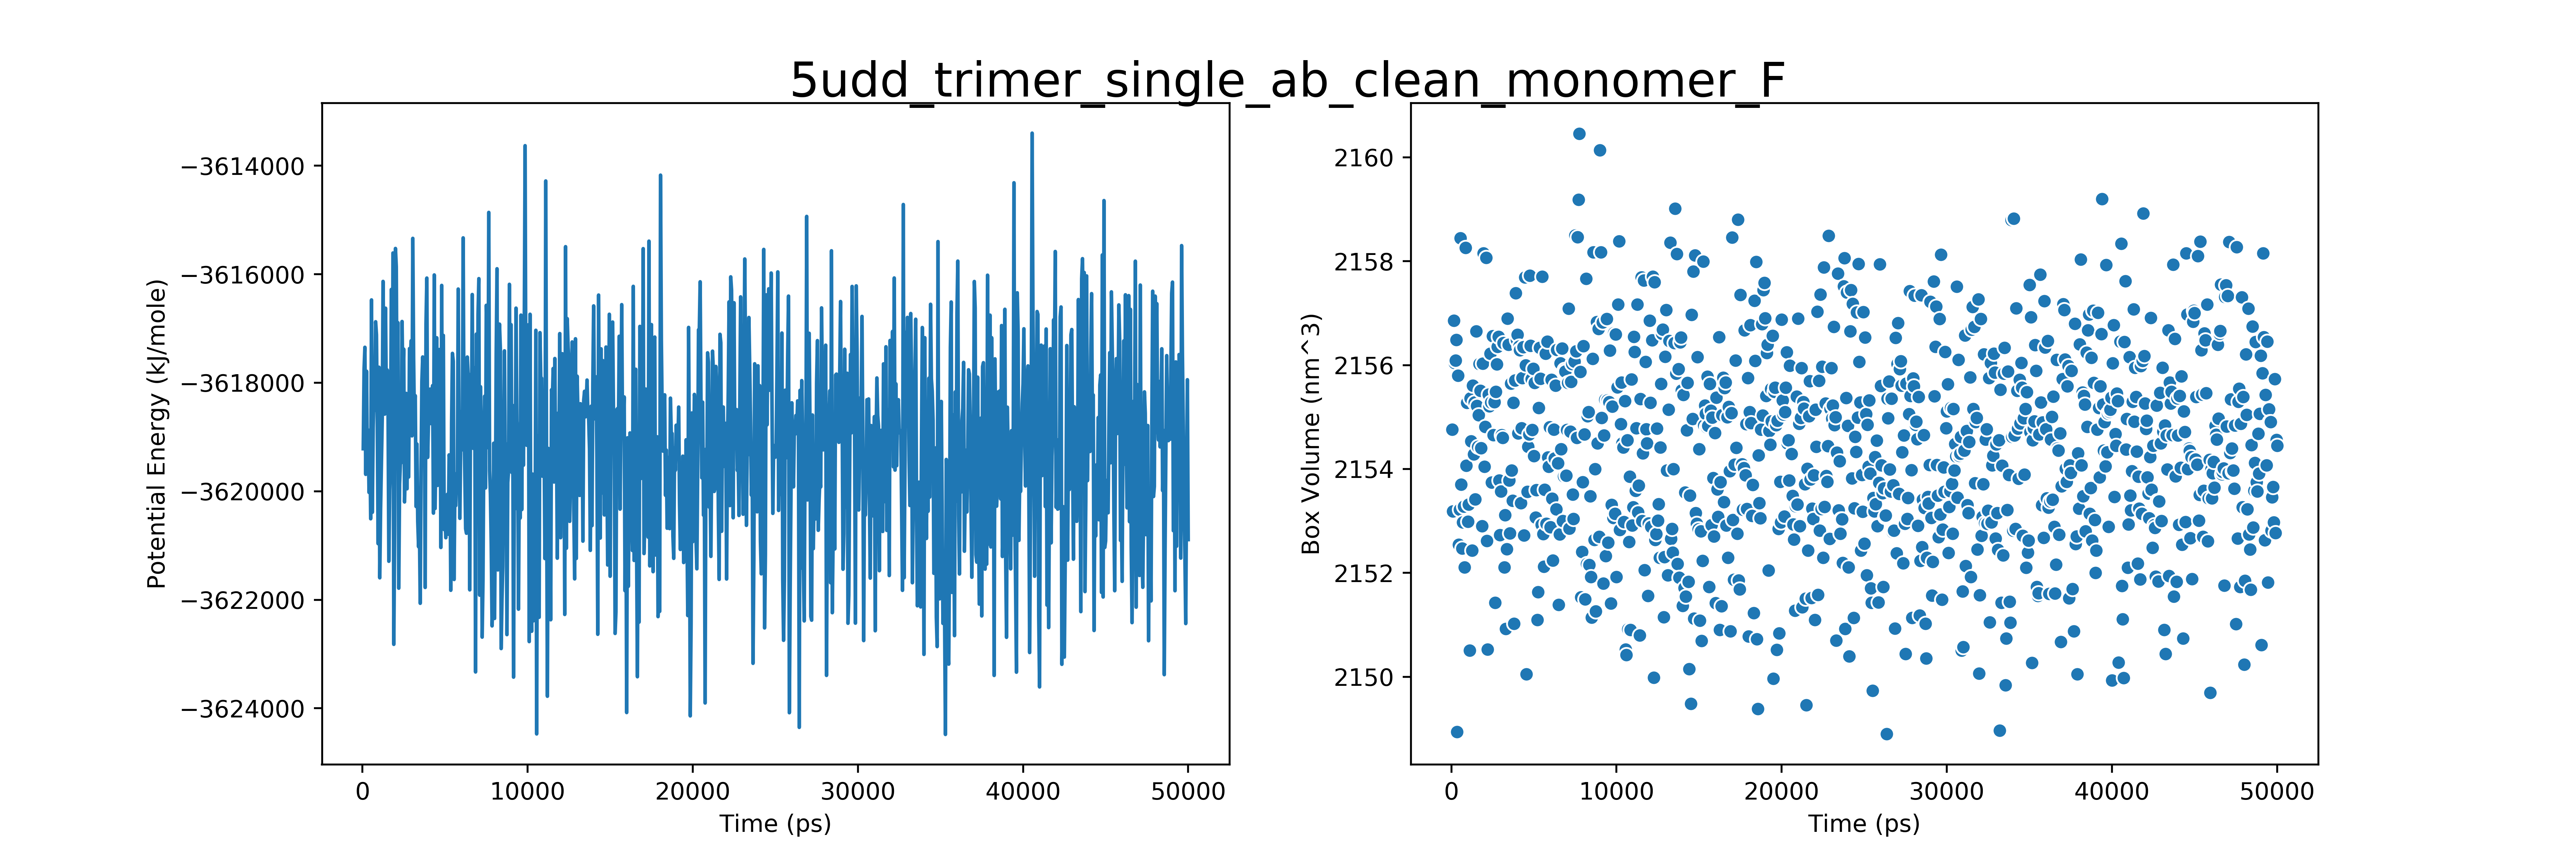 5udd_trimer_single_ab_clean_monomer_F
Potential Energy (kJ/mole)
−3614000
−3616000
−3618000
−3620000
−3622000
−3624000
0 10000 20000 30000 40000 50000
Time (ps)
Box Volume (nm^3)
2160
2158
2156
2154
2152
2150
0 10000 20000 30000 40000 50000
Time (ps)